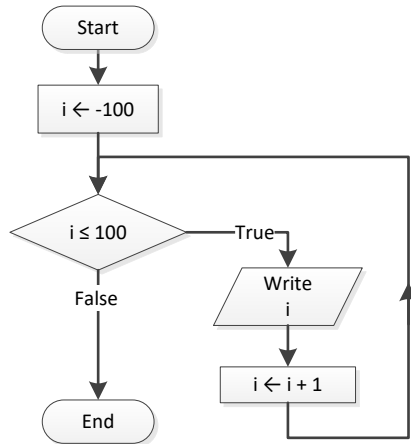 Start
i ← -100
i ≤ 100
True
False
Write
i
i ← i + 1
End